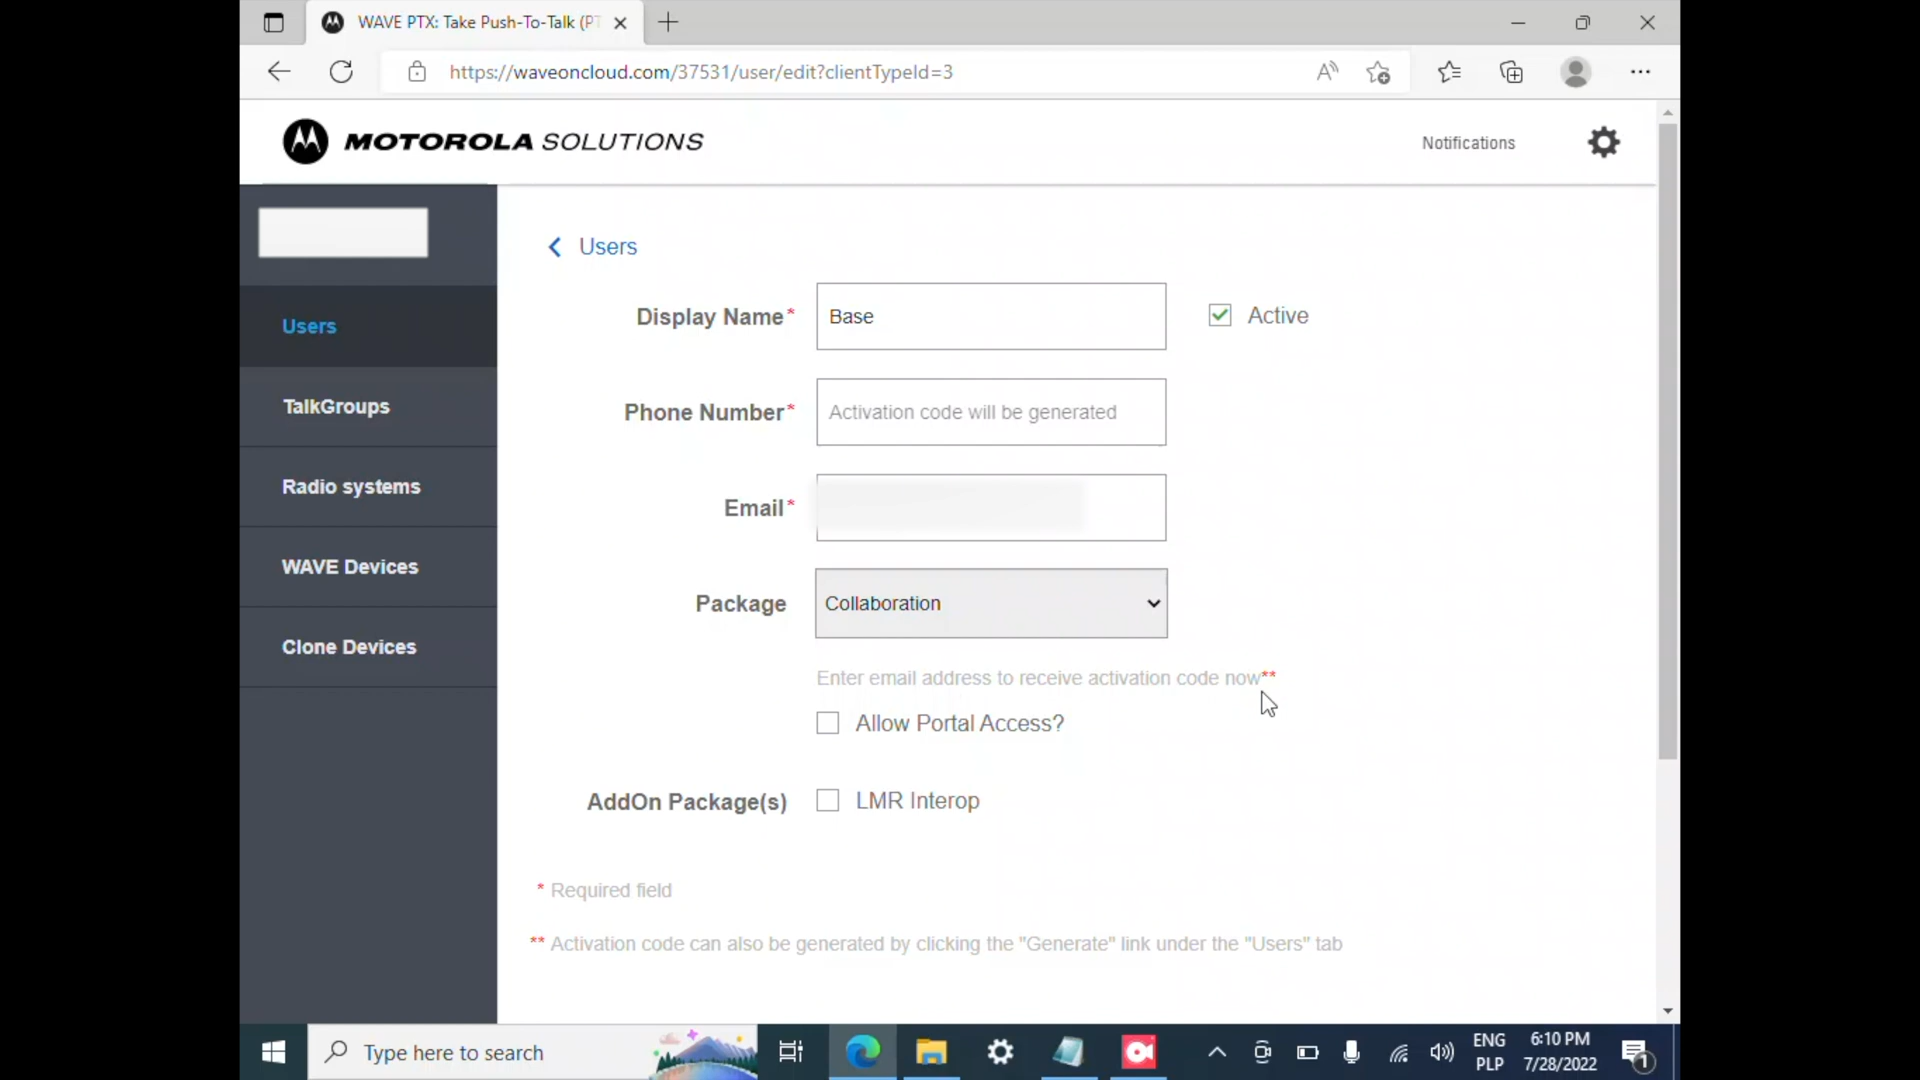 WAVE PTX: Take Push-To-Talk (PT
https://waveoncloud.com/37531/user/edit?clientTypeId=3
MOTOROLA SOLUTIONS
Notifications
Users
TalkGroups
Radio systems
WAVE Devices
Clone Devices
Users
Display Name*
Base
Active
Phone Number*
Activation code will be generated
Email*
Package
Collaboration
Enter email address to receive activation code now**
Allow Portal Access?
AddOn Package(s)
LMR Interop
* Required field
** Activation code can also be generated by clicking the "Generate" link under the "Users" tab
Type here to search
ENG
PLP
6:10 PM
7/28/2022
1